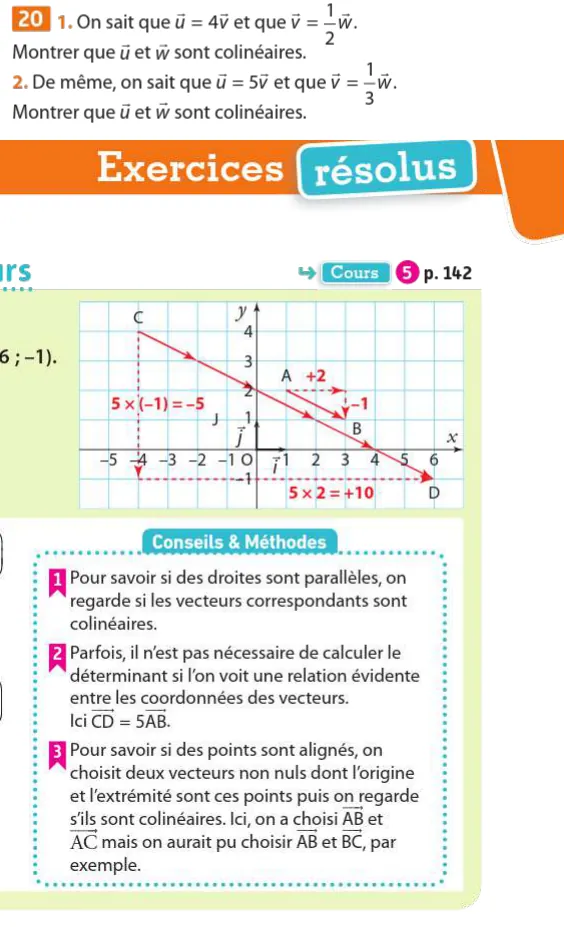 20 1. On sait que u⃗ = 4v⃗ et que v⃗ = 1/2 w⃗.
Montrer que u⃗ et w⃗ sont colinéaires.
2. De même, on sait que u⃗ = 5v⃗ et que v⃗ = 1/3 w⃗.
Montrer que u⃗ et w⃗ sont colinéaires.
Exercices résolus
urs
Cours 5 p. 142
6 ; –1).
C
y
4
3
A +2
2
5 × (–1) = –5
–1
J
1
B
j⃗
x
–5 –4 –3 –2 –1 O i⃗ 1 2 3 4 5 6
–1
5 × 2 = +10
D
Conseils & Méthodes
1 Pour savoir si des droites sont parallèles, on
regarde si les vecteurs correspondants sont
colinéaires.
2 Parfois, il n’est pas nécessaire de calculer le
déterminant si l’on voit une relation évidente
entre les coordonnées des vecteurs.
Ici CD⃗ = 5AB⃗.
3 Pour savoir si des points sont alignés, on
choisit deux vecteurs non nuls dont l’origine
et l’extrémité sont ces points puis on regarde
s’ils sont colinéaires. Ici, on a choisi AB⃗ et
AC⃗ mais on aurait pu choisir AB⃗ et BC⃗, par
exemple.